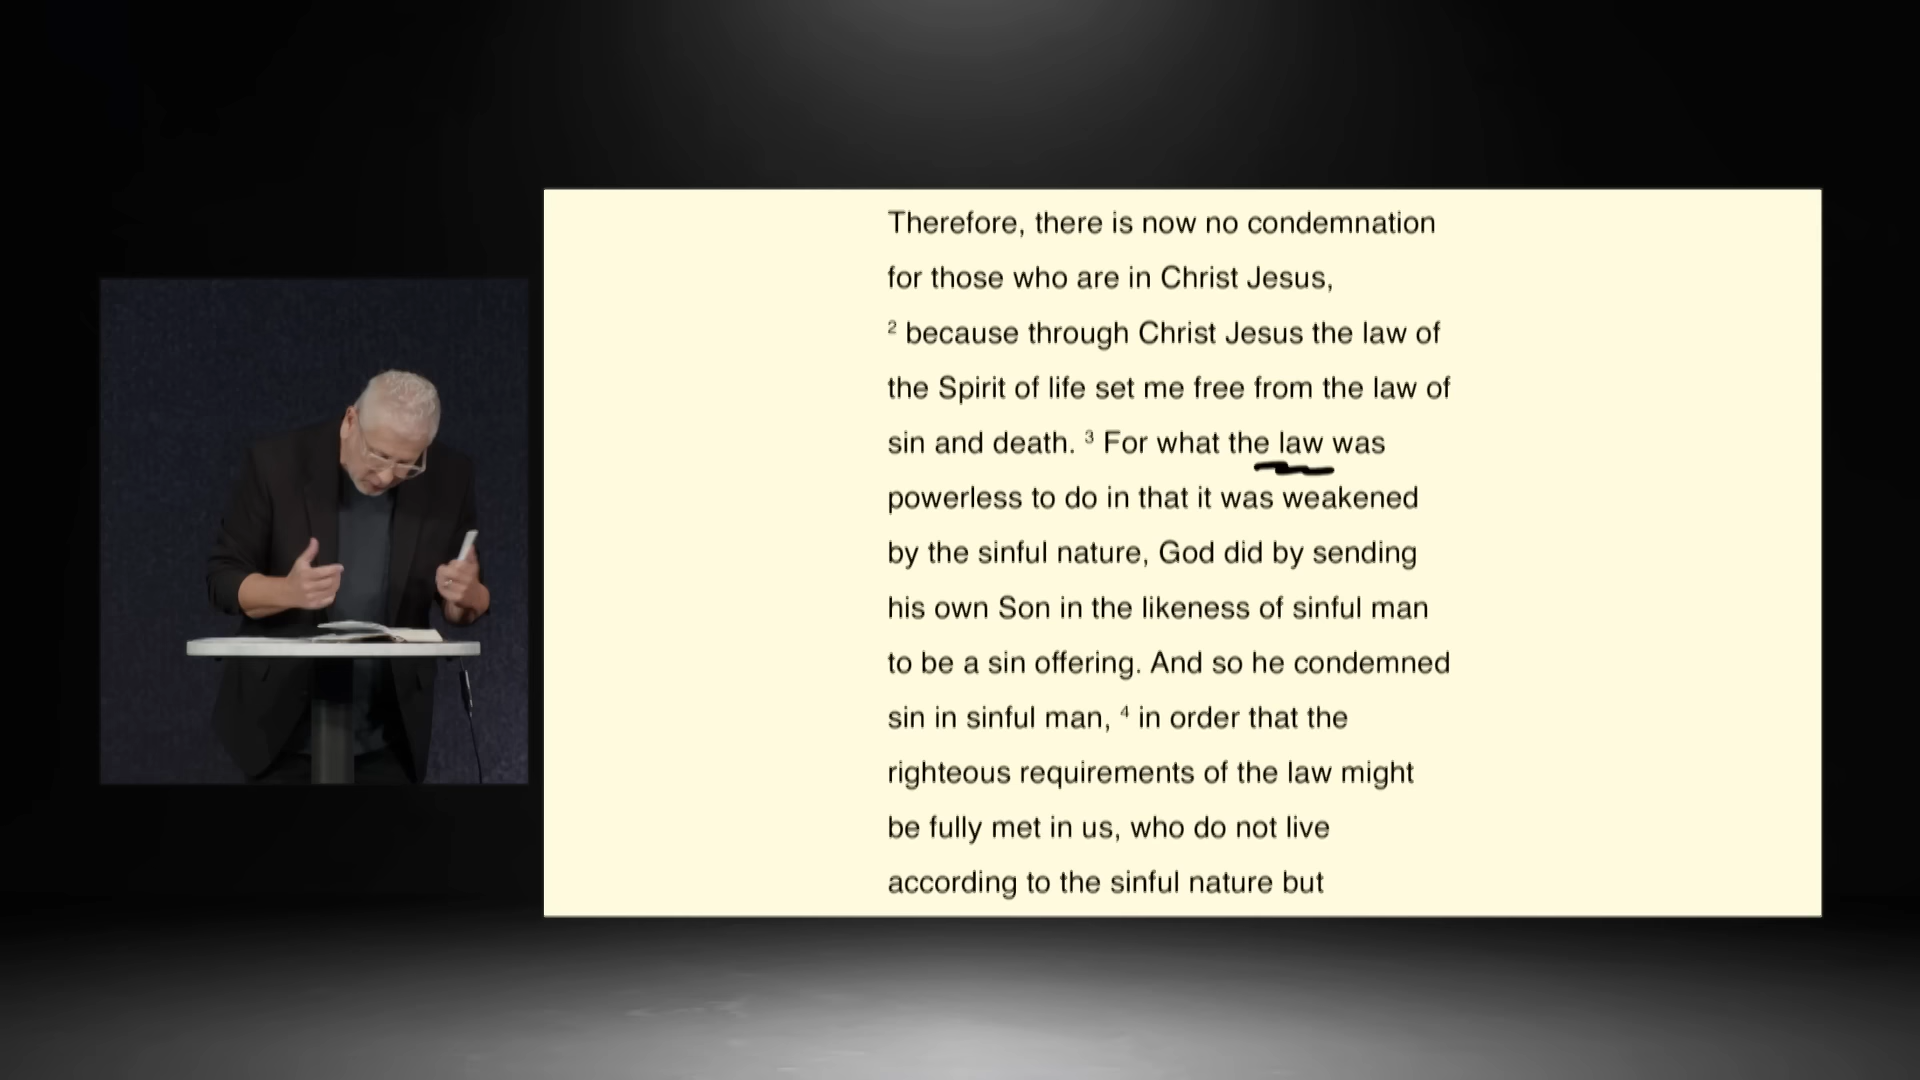 Therefore, there is now no condemnation
for those who are in Christ Jesus,
² because through Christ Jesus the law of
the Spirit of life set me free from the law of
sin and death. ³ For what the law was
powerless to do in that it was weakened
by the sinful nature, God did by sending
his own Son in the likeness of sinful man
to be a sin offering. And so he condemned
sin in sinful man, ⁴ in order that the
righteous requirements of the law might
be fully met in us, who do not live
according to the sinful nature but